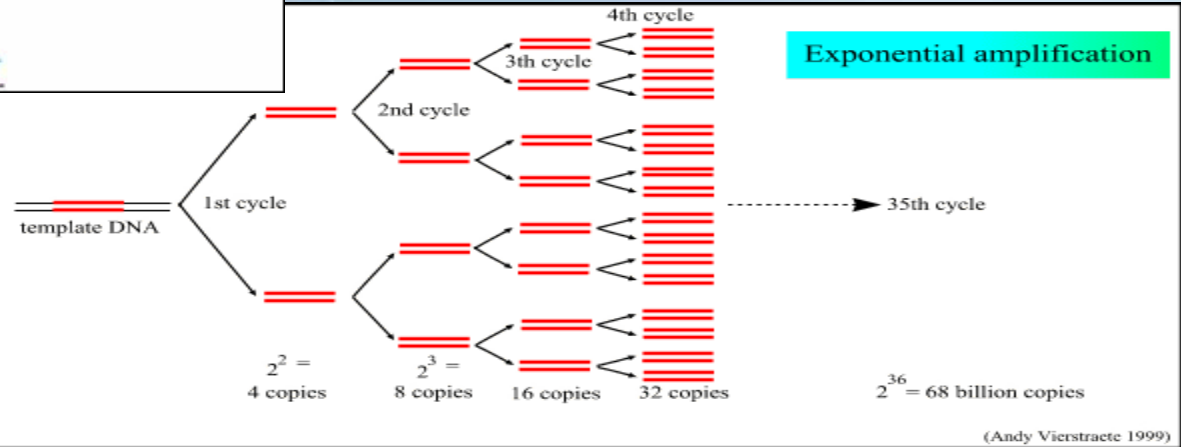 4th cycle
Exponential amplification
3th cycle
2nd cycle
1st cycle
35th cycle
template DNA
2² =
4 copies
2³ =
8 copies
16 copies
32 copies
2³⁶= 68 billion copies
(Andy Vierstraete 1999)